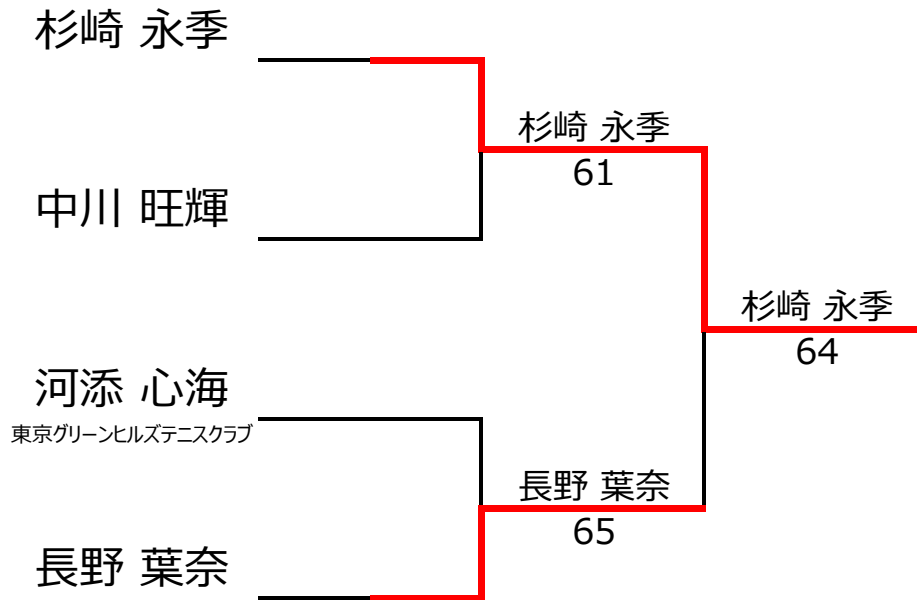 杉崎 永季
杉崎 永季
61
中川 旺輝
杉崎 永季
64
河添 心海
東京グリーンヒルズテニスクラブ
長野 葉奈
65
長野 葉奈